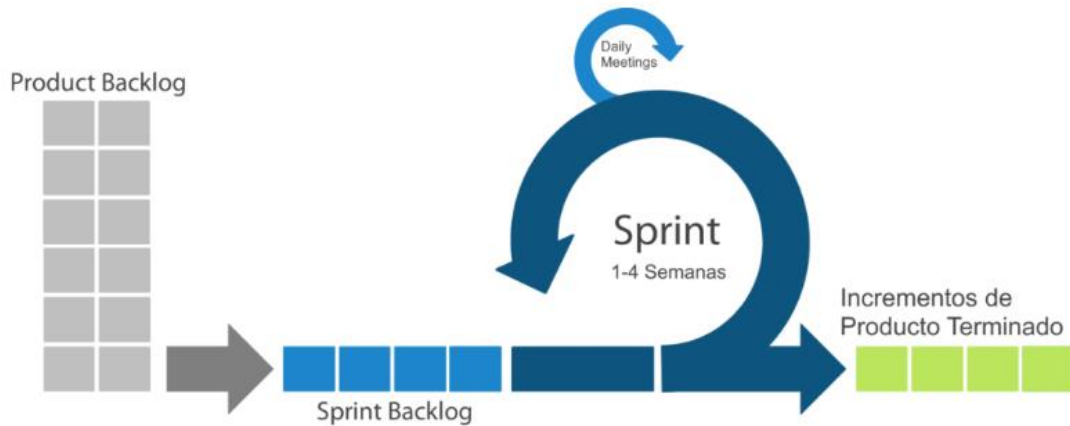 Daily
Meetings
Product Backlog
Sprint
1-4 Semanas
Incrementos de
Producto Terminado
Sprint Backlog